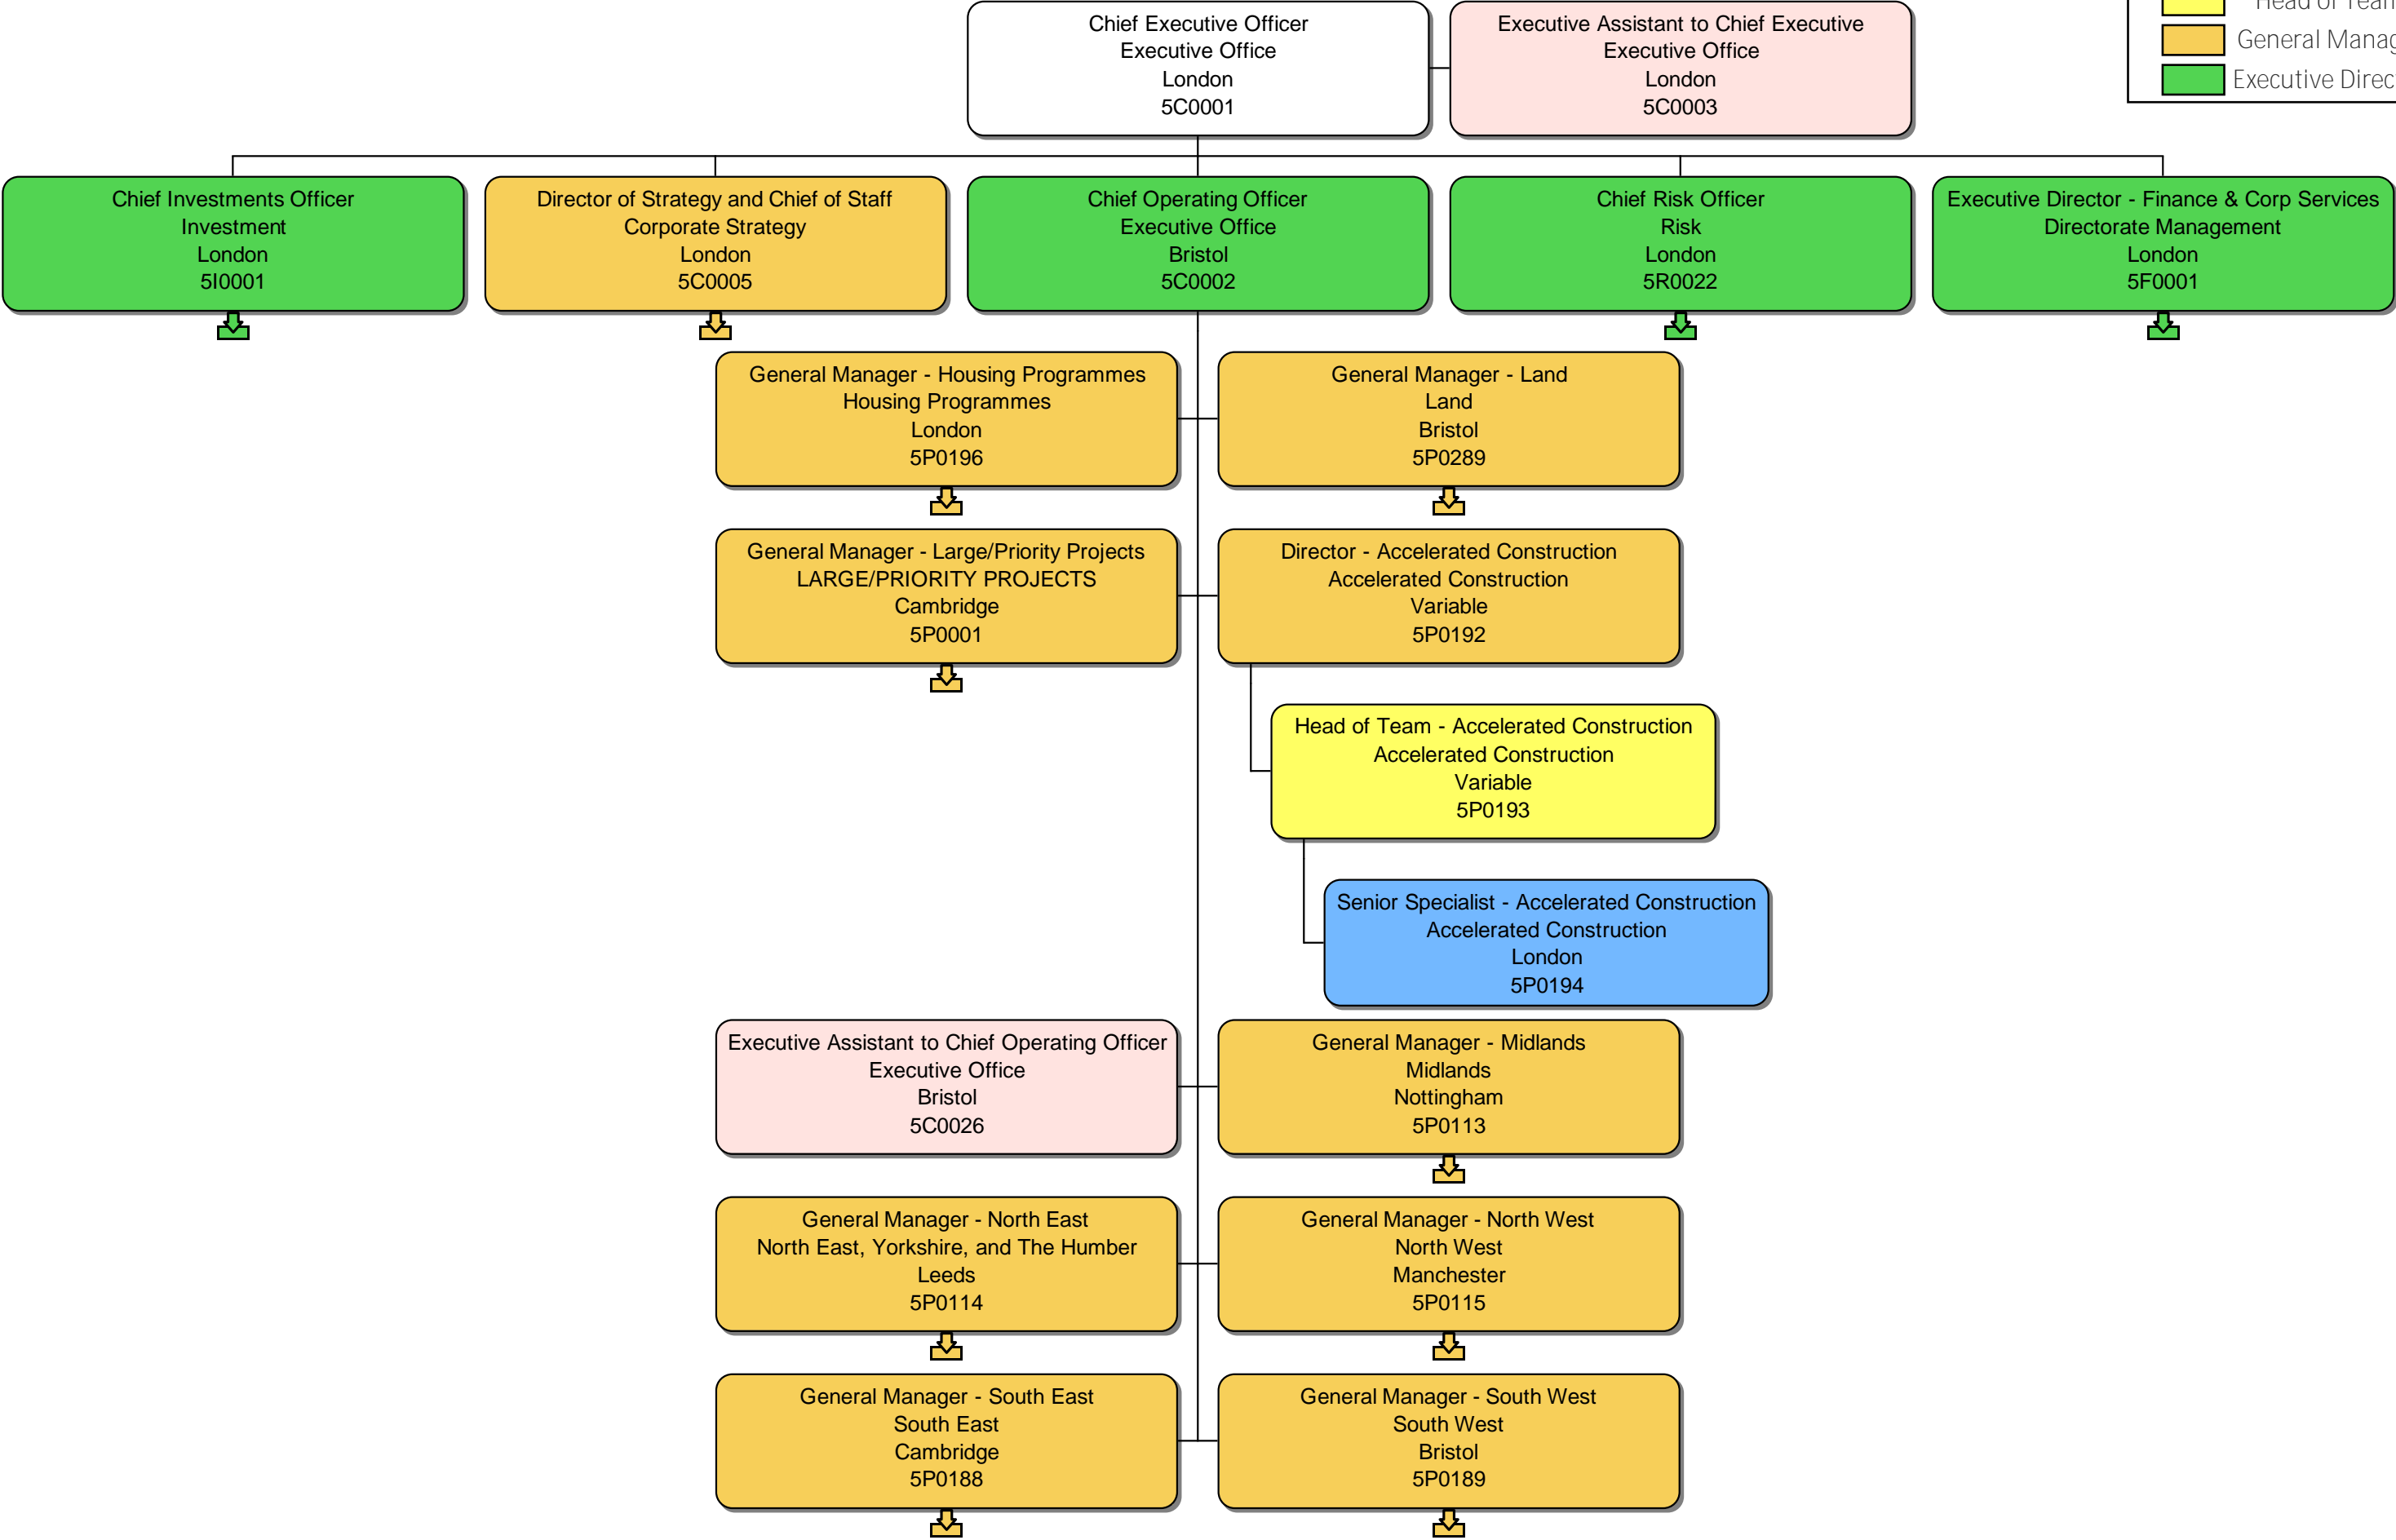 Chief Executive Officer
Executive Office
London
5C0001
Executive Assistant to Chief Executive
Executive Office
London
5C0003
Head of Team
General Manag
Executive Direc
Chief Investments Officer
Investment
London
5I0001
Director of Strategy and Chief of Staff
Corporate Strategy
London
5C0005
Chief Operating Officer
Executive Office
Bristol
5C0002
Chief Risk Officer
Risk
London
5R0022
Executive Director - Finance & Corp Services
Directorate Management
London
5F0001
General Manager - Housing Programmes
Housing Programmes
London
5P0196
General Manager - Land
Land
Bristol
5P0289
General Manager - Large/Priority Projects
LARGE/PRIORITY PROJECTS
Cambridge
5P0001
Director - Accelerated Construction
Accelerated Construction
Variable
5P0192
Head of Team - Accelerated Construction
Accelerated Construction
Variable
5P0193
Senior Specialist - Accelerated Construction
Accelerated Construction
London
5P0194
Executive Assistant to Chief Operating Officer
Executive Office
Bristol
5C0026
General Manager - Midlands
Midlands
Nottingham
5P0113
General Manager - North East
North East, Yorkshire, and The Humber
Leeds
5P0114
General Manager - North West
North West
Manchester
5P0115
General Manager - South East
South East
Cambridge
5P0188
General Manager - South West
South West
Bristol
5P0189